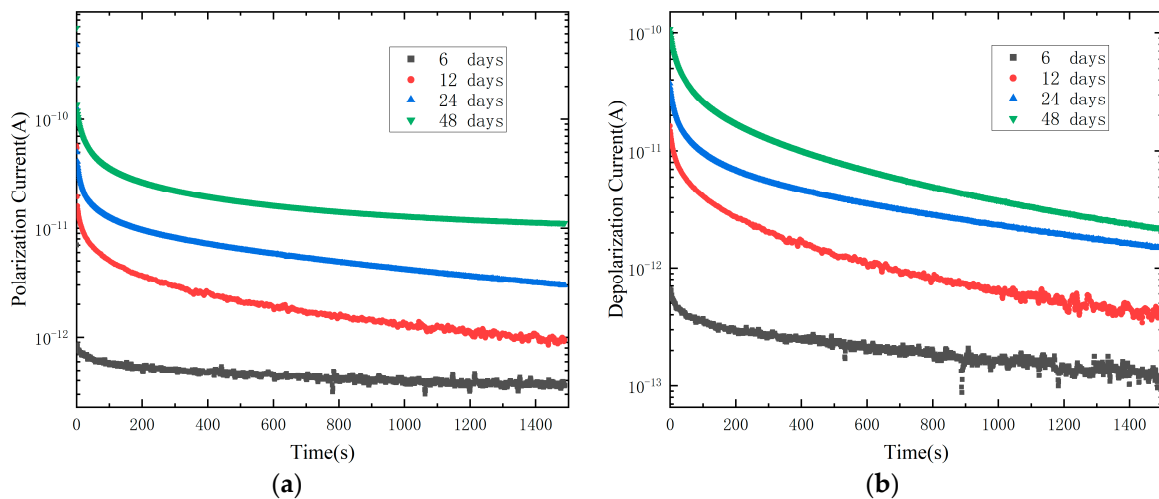 6 days
12 days
24 days
48 days
10⁻¹⁰
10⁻¹¹
10⁻¹²
Polarization Current(A)
0 200 400 600 800 1000 1200 1400
Time(s)
(a)
6 days
12 days
24 days
48 days
10⁻¹⁰
10⁻¹¹
10⁻¹²
10⁻¹³
Depolarization Current(A)
0 200 400 600 800 1000 1200 1400
Time(s)
(b)